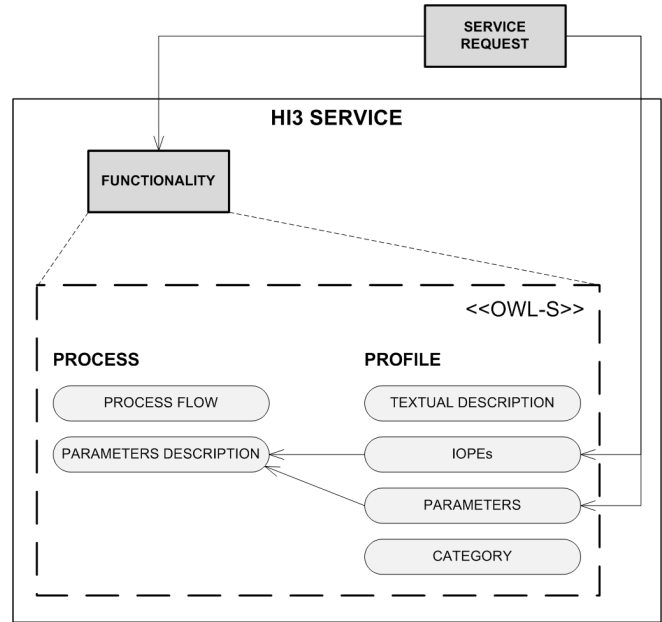 SERVICE
REQUEST
HI3 SERVICE
FUNCTIONALITY
<<OWL-S>>
PROCESS
PROFILE
PROCESS FLOW
TEXTUAL DESCRIPTION
PARAMETERS DESCRIPTION
IOPEs
PARAMETERS
CATEGORY